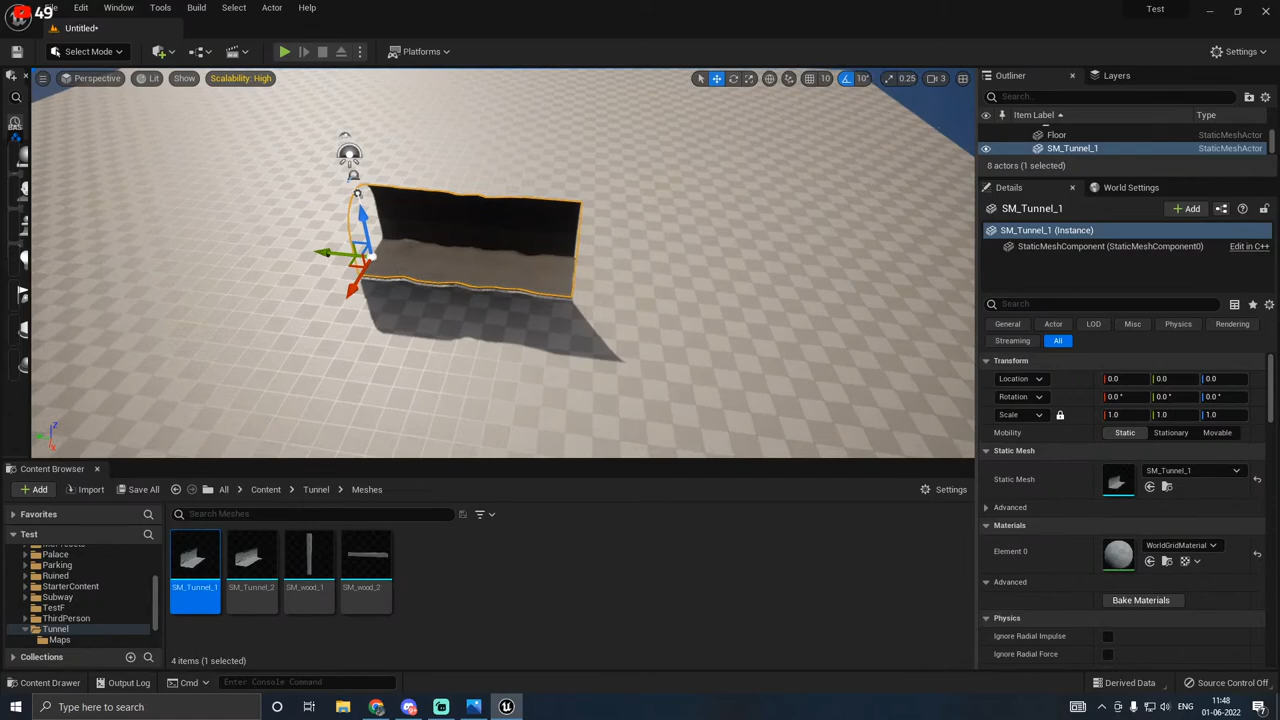 49
File Edit Window Tools Build Select Actor Help
Test
Untitled*
Select Mode
Platforms
Settings
Perspective
Lit
Show
Scalability: High
10
10°
0.25
3
BAS
Outliner
Layers
Search...
Item Label
Type
Floor
StaticMeshActor
SM_Tunnel_1
StaticMeshActor
8 actors (1 selected)
Details
World Settings
SM_Tunnel_1
Add
SM_Tunnel_1 (Instance)
StaticMeshComponent (StaticMeshComponent0)
Edit in C++
Search
General
Actor
LOD
Misc
Physics
Rendering
Streaming
All
Transform
Location
0.0
0.0
0.0
Rotation
0.0 °
0.0 °
0.0 °
Scale
1.0
1.0
1.0
Mobility
Static
Stationary
Movable
Static Mesh
Static Mesh
SM_Tunnel_1
Advanced
Materials
Element 0
WorldGridMaterial
Advanced
Bake Materials
Physics
Ignore Radial Impulse
Ignore Radial Force
Content Browser
Add
Import
Save All
All
Content
Tunnel
Meshes
Settings
Favorites
Test
Palace
Parking
Ruined
StarterContent
Subway
TestF
ThirdPerson
Tunnel
Maps
Collections
Search Meshes
SM_Tunnel_1
SM_Tunnel_2
SM_wood_1
SM_wood_2
4 items (1 selected)
Content Drawer
Output Log
Cmd
Enter Console Command
Derived Data
Source Control Off
Type here to search
ENG
11:48
01-06-2022